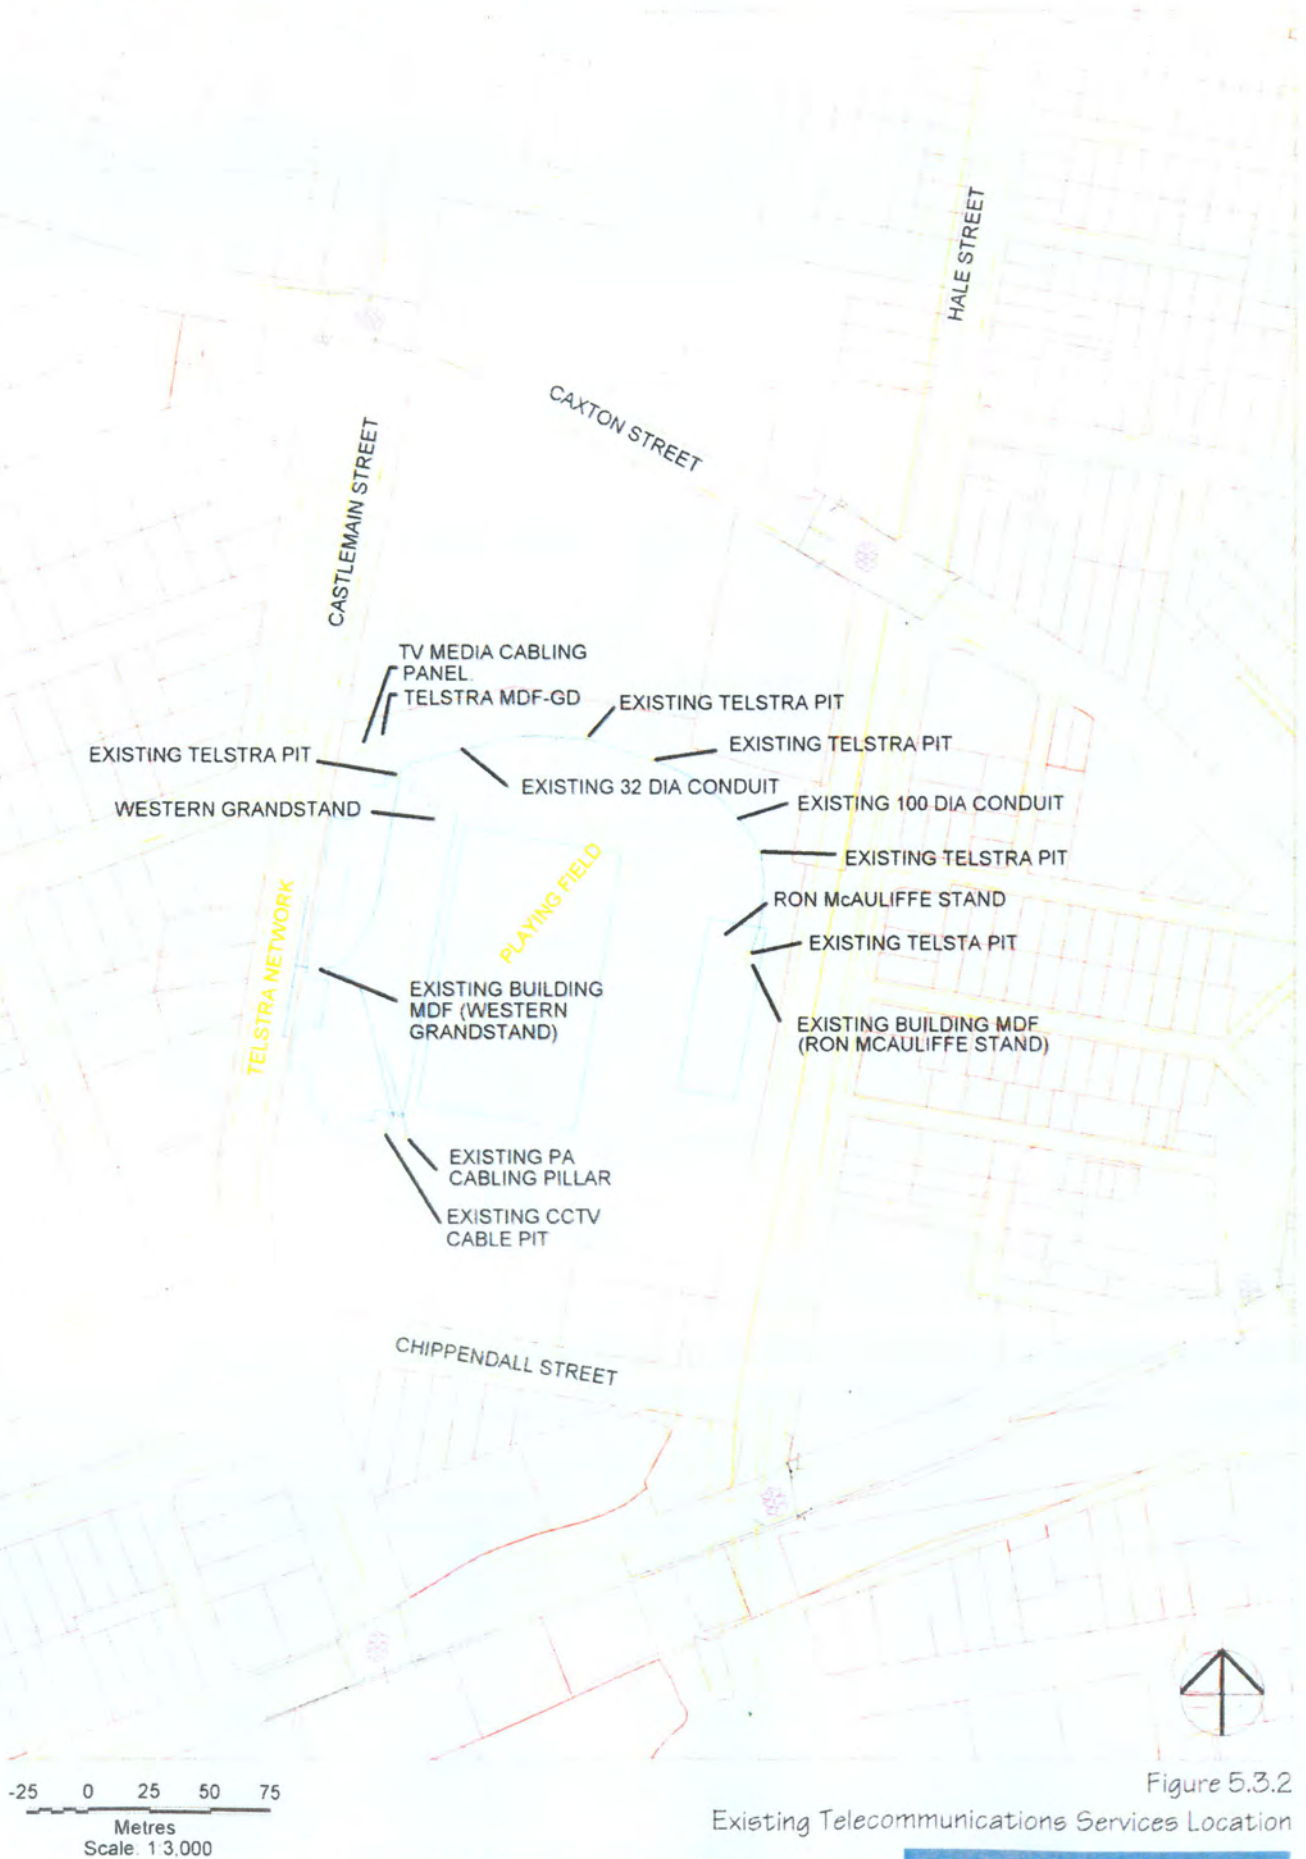 HALE STREET
CAXTON STREET
CASTLEMAIN STREET
TV MEDIA CABLING
PANEL.
TELSTRA MDF-GD
EXISTING TELSTRA PIT
EXISTING TELSTRA PIT
EXISTING TELSTRA PIT
EXISTING 32 DIA CONDUIT
WESTERN GRANDSTAND
EXISTING 100 DIA CONDUIT
EXISTING TELSTRA PIT
PLAYING FIELD
RON McAULIFFE STAND
TELSTRA NETWORK
EXISTING TELSTA PIT
EXISTING BUILDING
MDF (WESTERN
GRANDSTAND)
EXISTING BUILDING MDF
(RON MCAULIFFE STAND)
EXISTING PA
CABLING PILLAR
EXISTING CCTV
CABLE PIT
CHIPPENDALL STREET
-25 0 25 50 75
Metres
Scale: 1:3,000
Figure 5.3.2
Existing Telecommunications Services Location